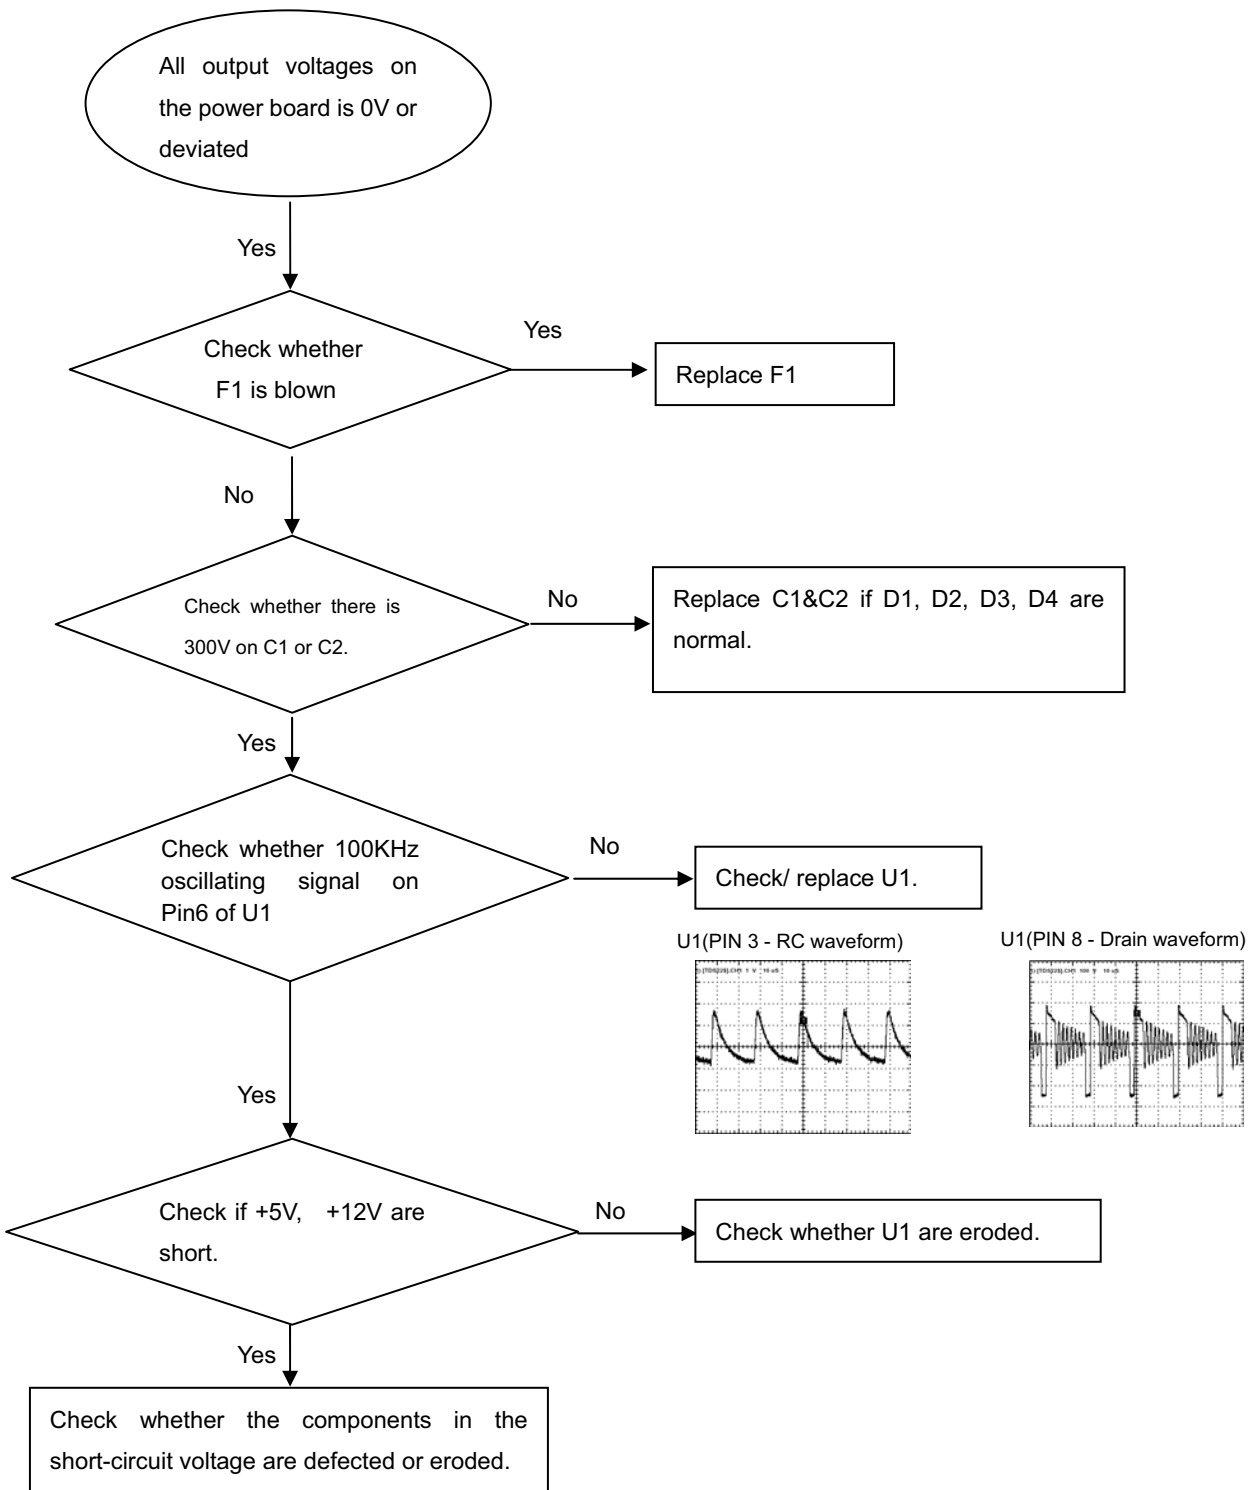 All output voltages on
the power board is 0V or
deviated
Yes
Check whether
F1 is blown
Yes
Replace F1
No
Check whether there is
300V on C1 or C2.
No
Replace C1&C2 if D1, D2, D3, D4 are
normal.
Yes
Check whether 100KHz
oscillating signal on
Pin6 of U1
No
Check/ replace U1.
U1(PIN 3 - RC waveform)
U1(PIN 8 - Drain waveform)
Yes
Check if +5V, +12V are
short.
No
Check whether U1 are eroded.
Yes
Check whether the components in the
short-circuit voltage are defected or eroded.